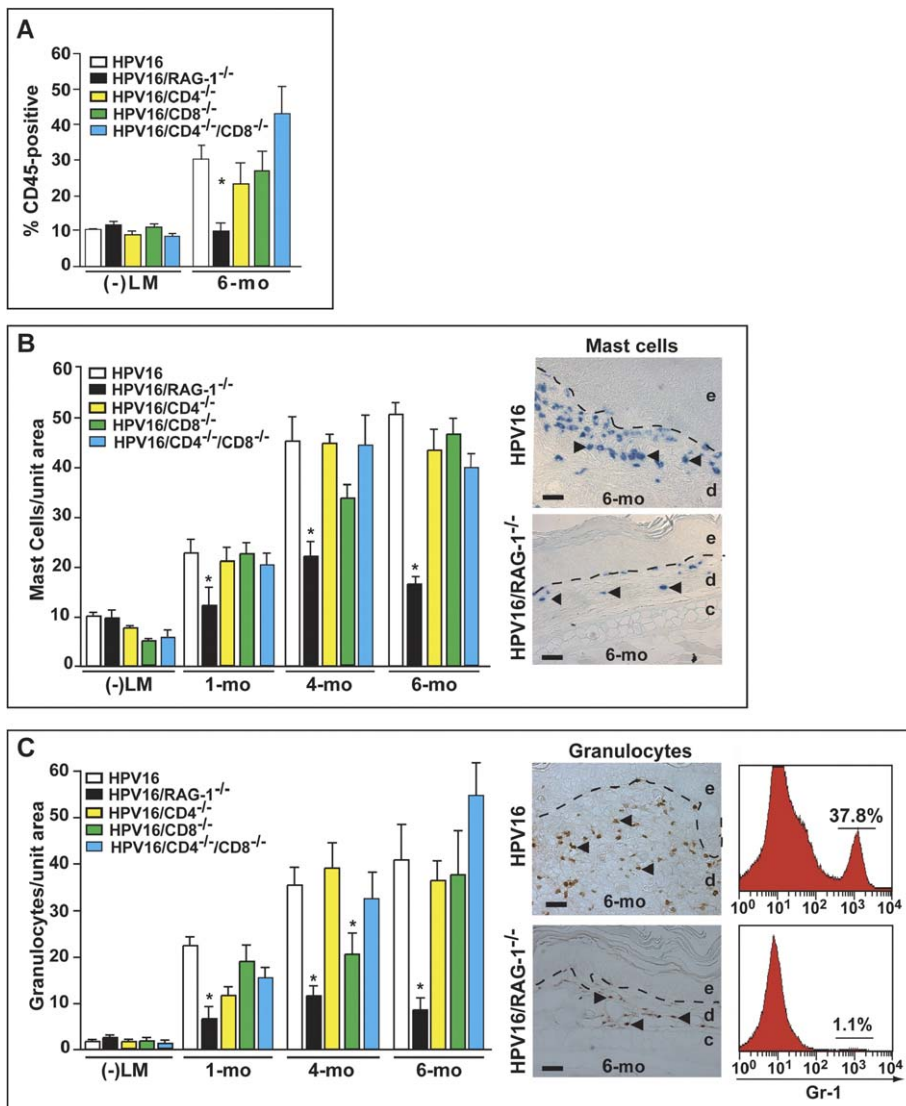 A
% CD45-positive
60
50
40
30
20
10
0
HPV16
HPV16/RAG-1-/-
HPV16/CD4-/-
HPV16/CD8-/-
HPV16/CD4-/-/CD8-/-
*
(-)LM
6-mo
B
Mast Cells/unit area
60
50
40
30
20
10
0
HPV16
HPV16/RAG-1-/-
HPV16/CD4-/-
HPV16/CD8-/-
HPV16/CD4-/-/CD8-/-
*
*
*
(-)LM
1-mo
4-mo
6-mo
Mast cells
HPV16
e
d
6-mo
HPV16/RAG-1-/-
e
d
c
6-mo
C
Granulocytes/unit area
60
50
40
30
20
10
0
HPV16
HPV16/RAG-1-/-
HPV16/CD4-/-
HPV16/CD8-/-
HPV16/CD4-/-/CD8-/-
*
*
*
*
(-)LM
1-mo
4-mo
6-mo
Granulocytes
HPV16
e
d
6-mo
37.8%
10^0 10^1 10^2 10^3 10^4
HPV16/RAG-1-/-
e
d
c
6-mo
1.1%
10^0 10^1 10^2 10^3 10^4
Gr-1